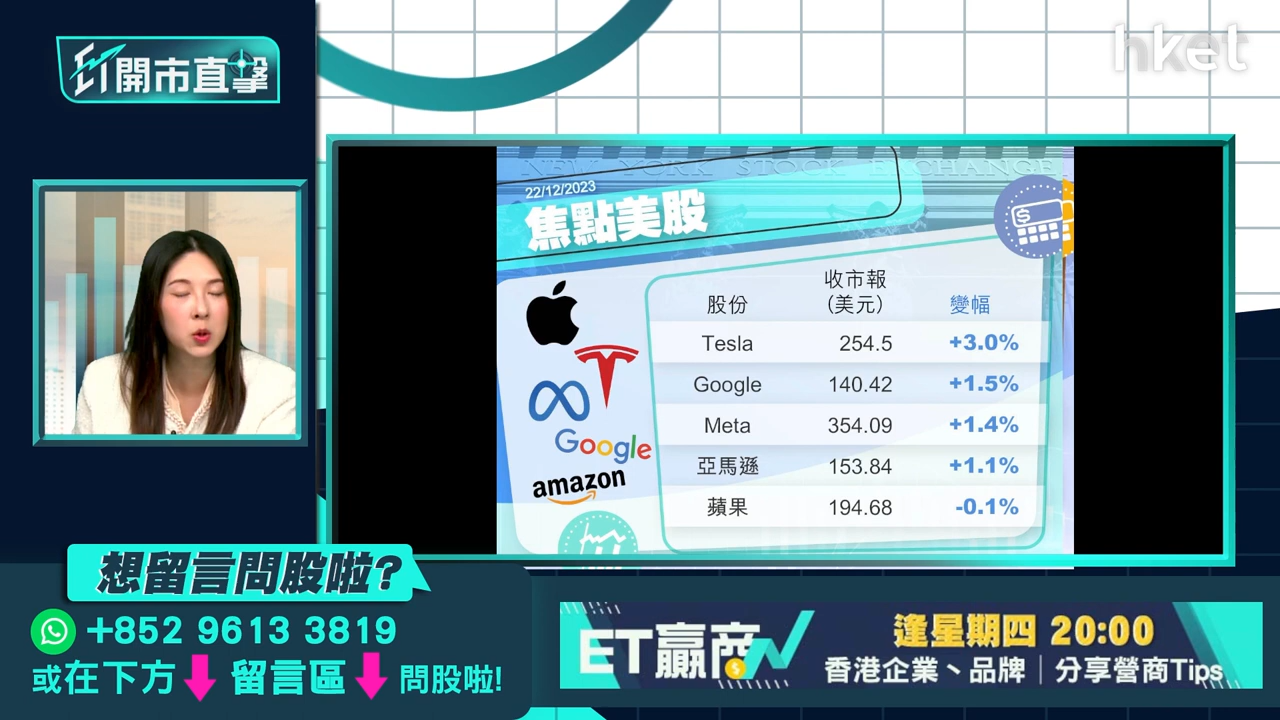 ET開市直擊
hket
NEW YORK STOCK EXCHANGE
22/12/2023
焦點美股
股份 收市報(美元) 變幅
Tesla 254.5 +3.0%
Google 140.42 +1.5%
Meta 354.09 +1.4%
亞馬遜 153.84 +1.1%
蘋果 194.68 -0.1%
Google
amazon
$
想留言問股啦?
+852 9613 3819
或在下方 留言區 問股啦!
ET贏商
$
逢星期四 20:00
香港企業、品牌｜分享營商Tips